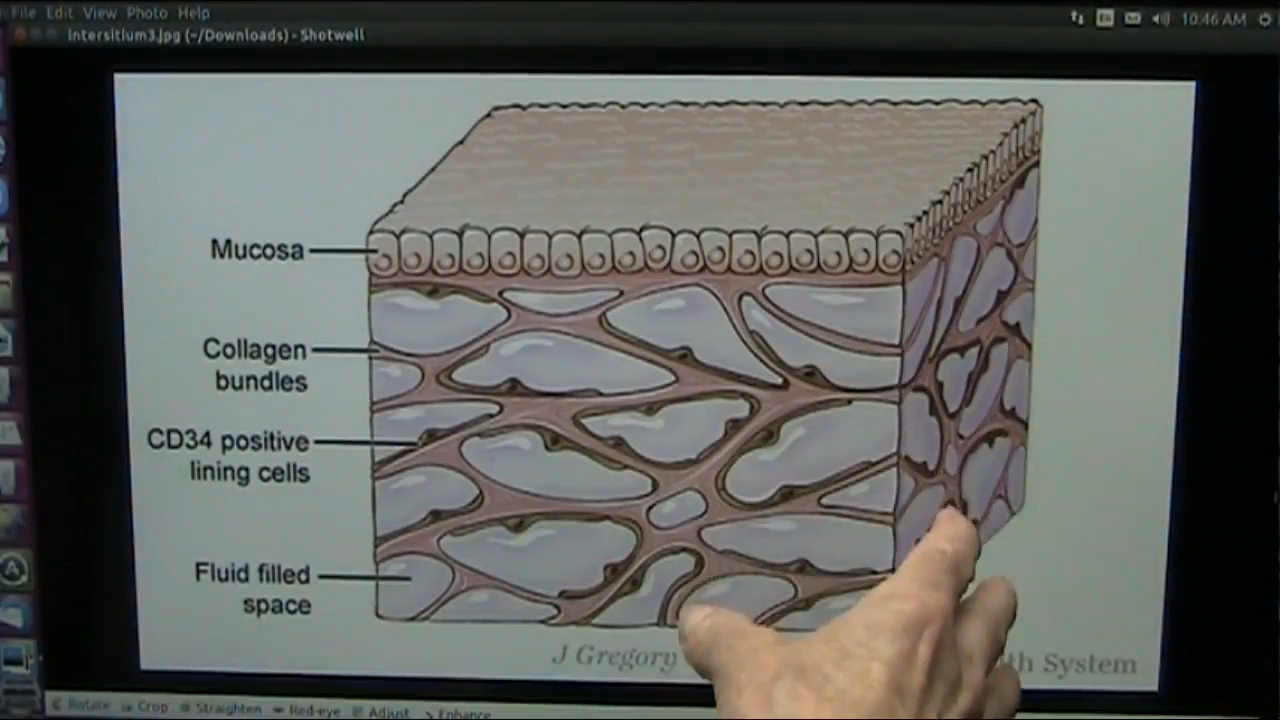 File Edit View Photo Help
En 10:46 AM
intersitium3.jpg (~/Downloads) - Shotwell
Mucosa
Collagen
bundles
CD34 positive
lining cells
Fluid filled
space
J Gregory
th System
Rotate Crop Straighten Red-eye Adjust Enhance